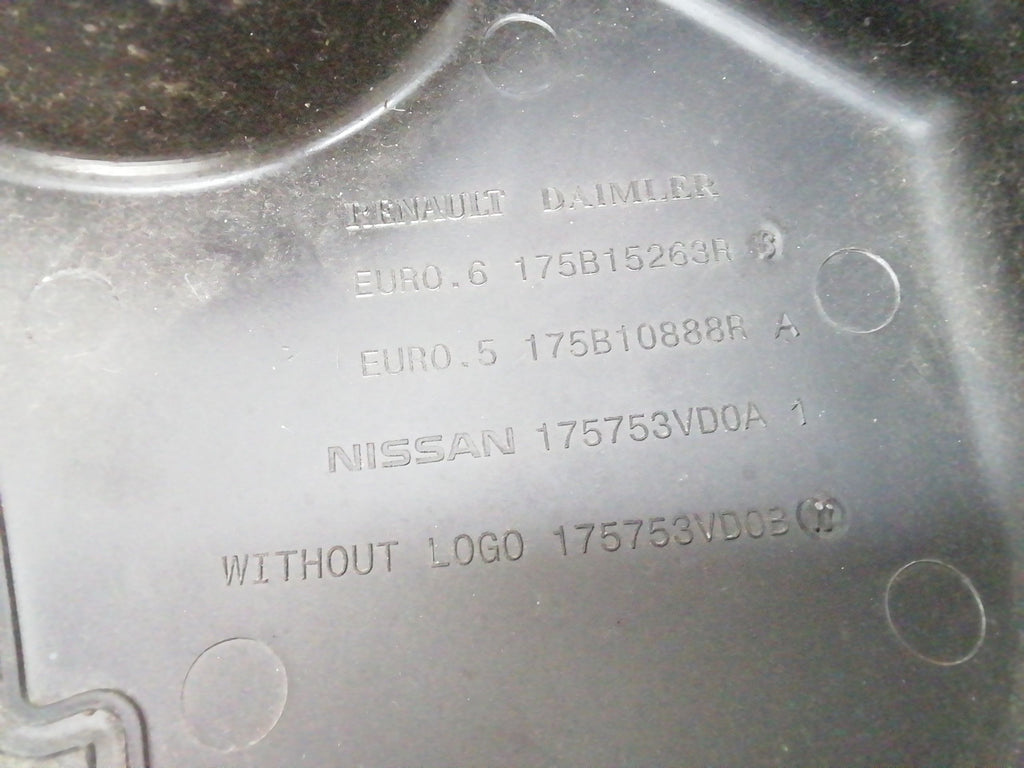 RENAULT DAIMLER
EURO.6 175B15263R
EURO.5 175B10888R A
NISSAN 175753VD0A 1
WITHOUT LOGO 175753VD0B